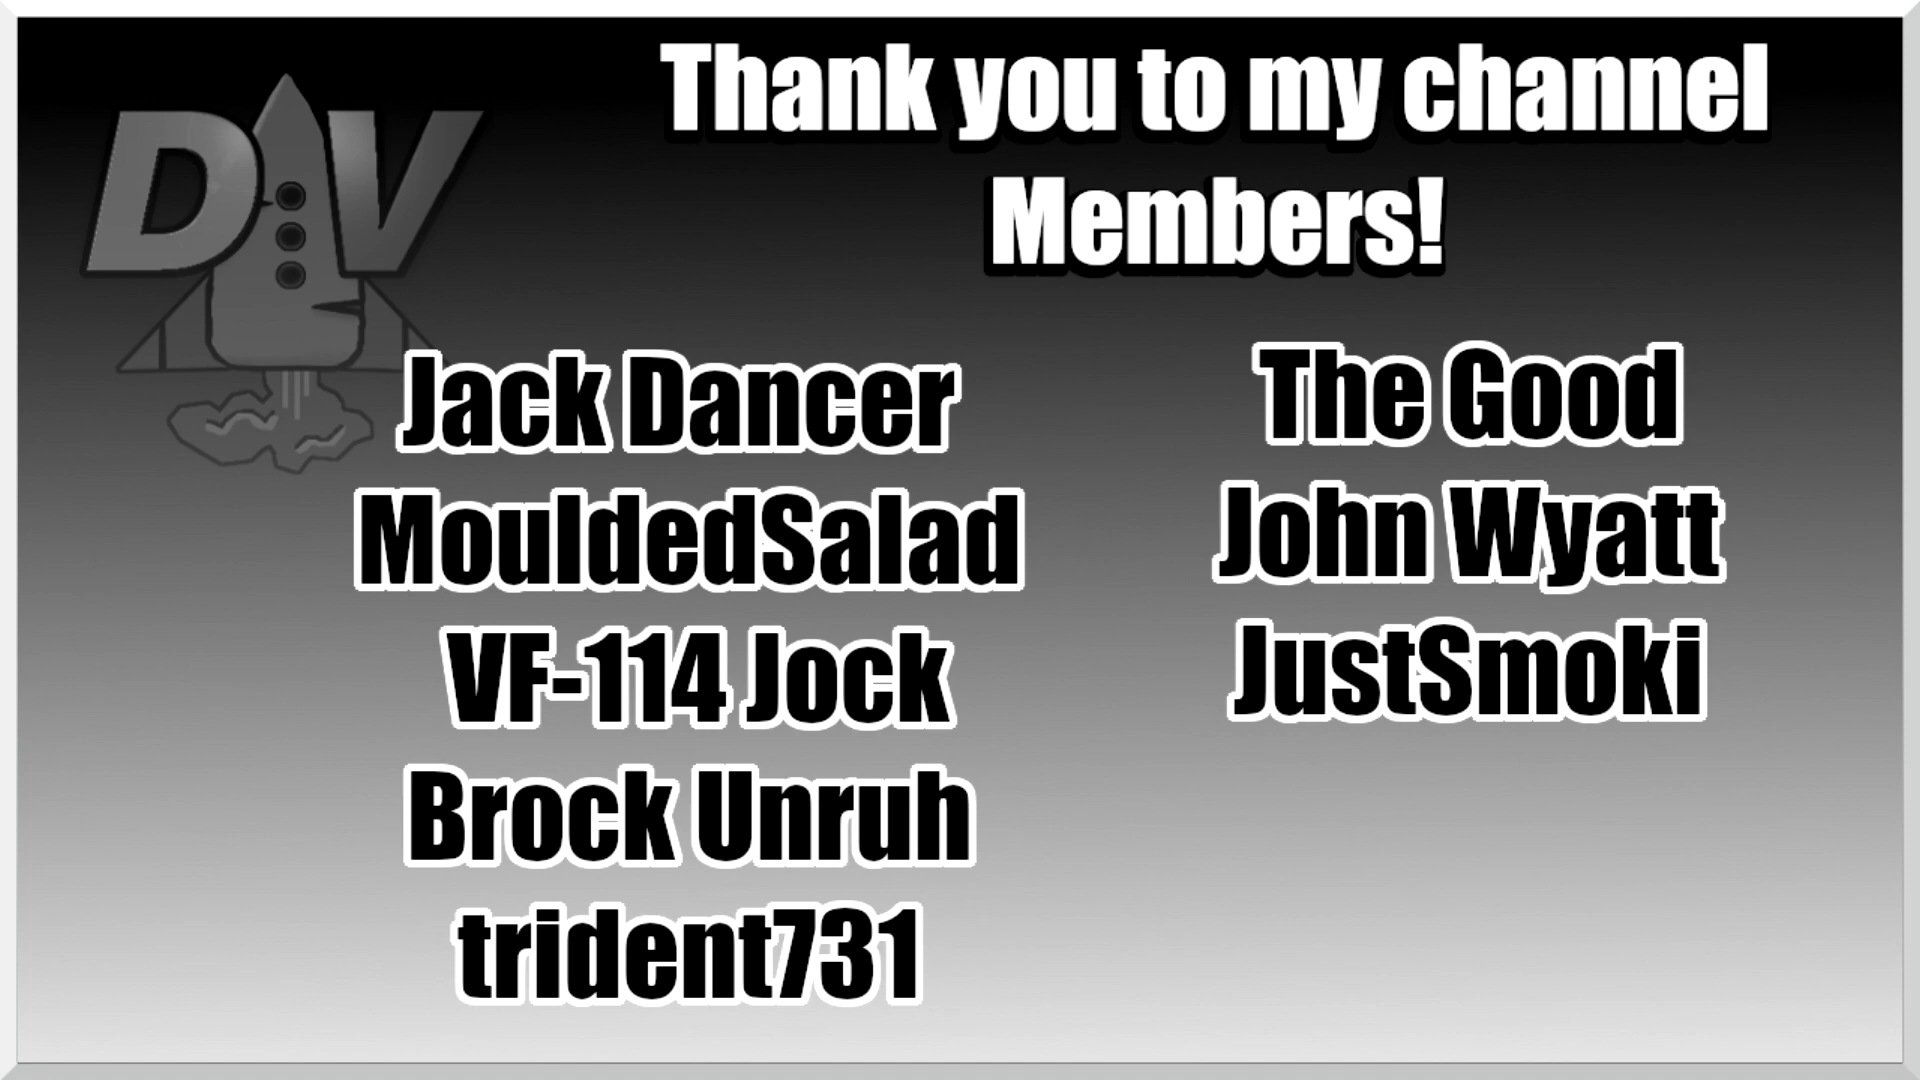 DAV
Thank you to my channel
Members!
Jack Dancer
MouldedSalad
VF-114 Jock
Brock Unruh
trident731
The Good
John Wyatt
JustSmoki